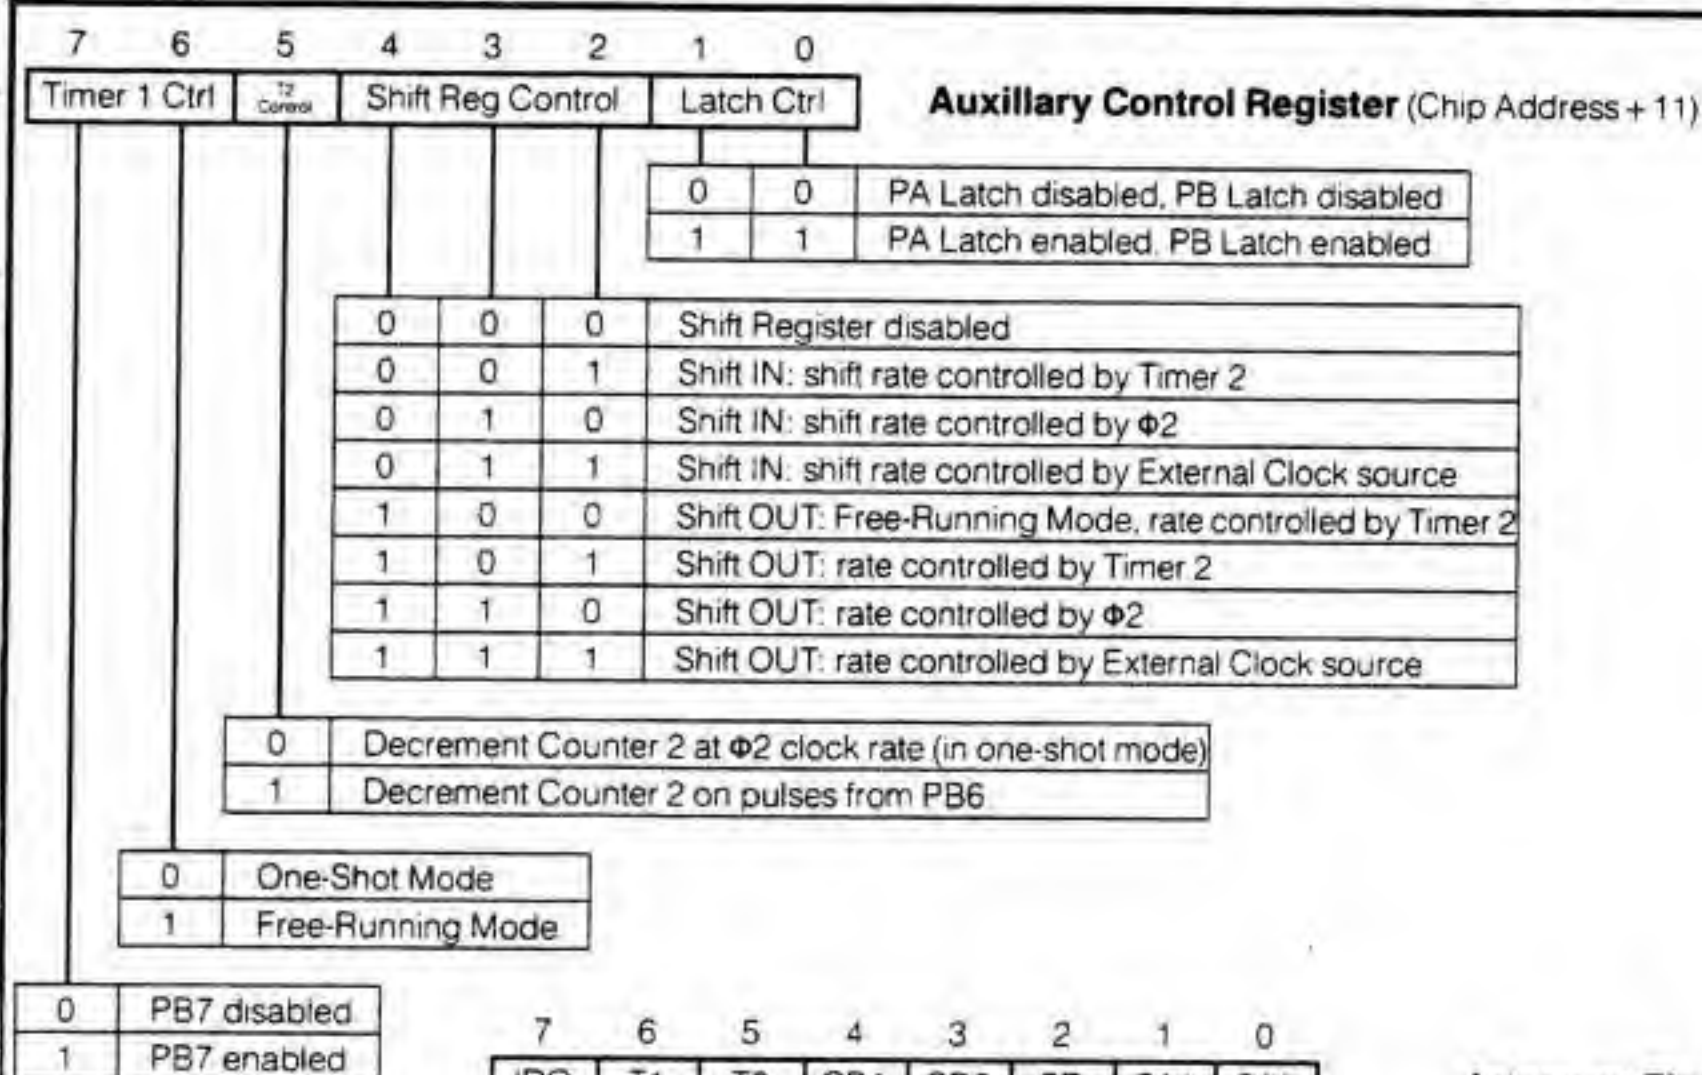 7 6 5 4 3 2 1 0
Timer 1 Ctrl T2 Control Shift Reg Control Latch Ctrl
Auxillary Control Register (Chip Address + 11)
0 0 PA Latch disabled, PB Latch disabled
1 1 PA Latch enabled. PB Latch enabled
0 0 0 Shift Register disabled
0 0 1 Shift IN: shift rate controlled by Timer 2
0 1 0 Shift IN: shift rate controlled by Φ2
0 1 1 Shift IN: shift rate controlled by External Clock source
1 0 0 Shift OUT: Free-Running Mode, rate controlled by Timer 2
1 0 1 Shift OUT: rate controlled by Timer 2
1 1 0 Shift OUT: rate controlled by Φ2
1 1 1 Shift OUT: rate controlled by External Clock source
0 Decrement Counter 2 at Φ2 clock rate (in one-shot mode)
1 Decrement Counter 2 on pulses from PB6
0 One-Shot Mode
1 Free-Running Mode
0 PB7 disabled
1 PB7 enabled
7 6 5 4 3 2 1 0